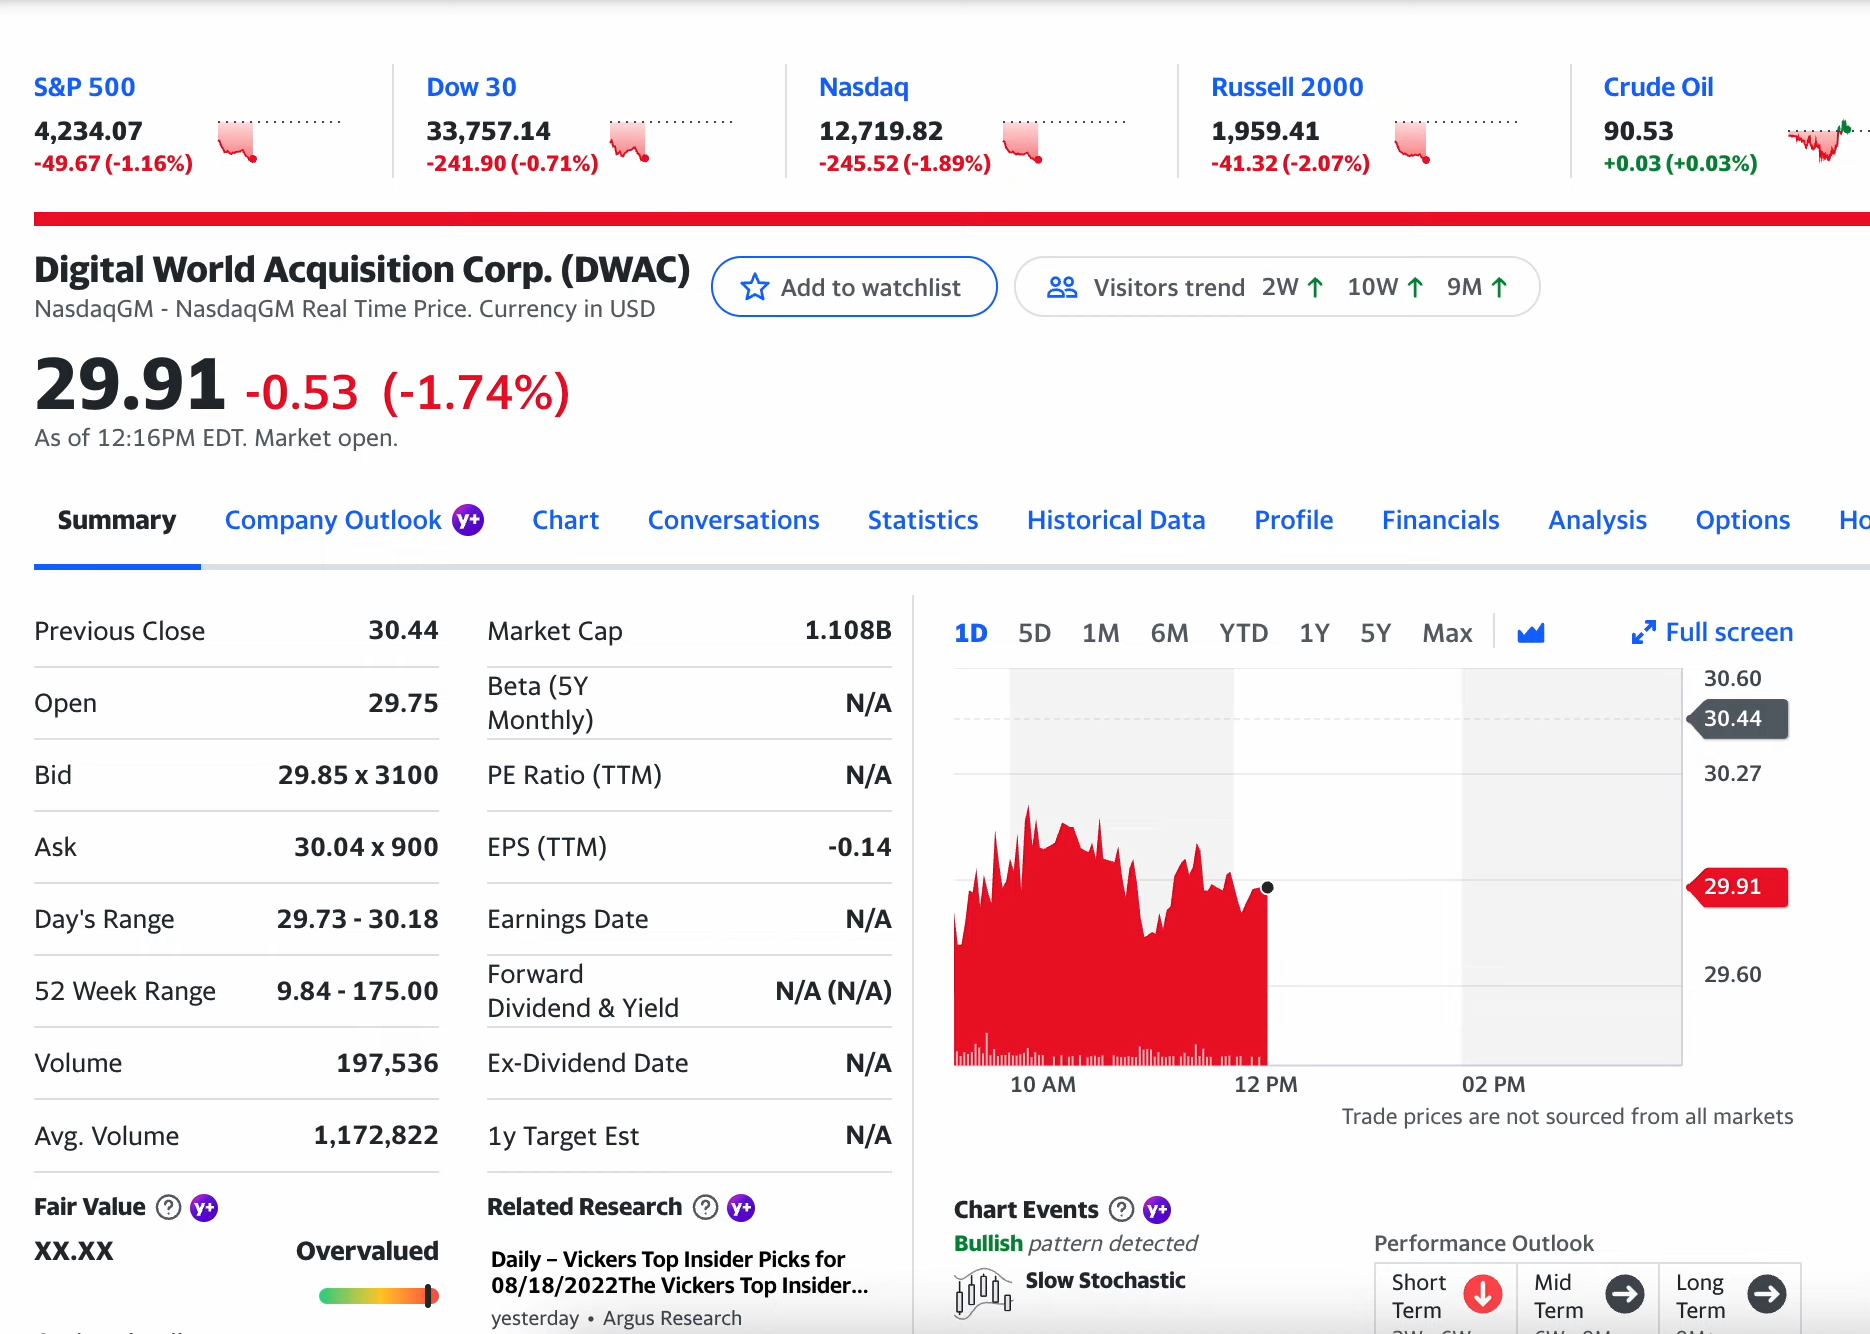 S&P 500
4,234.07
-49.67 (-1.16%)
Dow 30
33,757.14
-241.90 (-0.71%)
Nasdaq
12,719.82
-245.52 (-1.89%)
Russell 2000
1,959.41
-41.32 (-2.07%)
Crude Oil
90.53
+0.03 (+0.03%)
Digital World Acquisition Corp. (DWAC)
NasdaqGM - NasdaqGM Real Time Price. Currency in USD
Add to watchlist
Visitors trend 2W 10W 9M
29.91 -0.53 (-1.74%)
As of 12:16PM EDT. Market open.
Summary Company Outlook y+ Chart Conversations Statistics Historical Data Profile Financials Analysis Options Ho
Previous Close 30.44
Open 29.75
Bid 29.85 x 3100
Ask 30.04 x 900
Day's Range 29.73 - 30.18
52 Week Range 9.84 - 175.00
Volume 197,536
Avg. Volume 1,172,822
Market Cap 1.108B
Beta (5Y
Monthly) N/A
PE Ratio (TTM) N/A
EPS (TTM) -0.14
Earnings Date N/A
Forward
Dividend & Yield N/A (N/A)
Ex-Dividend Date N/A
1y Target Est N/A
1D 5D 1M 6M YTD 1Y 5Y Max Full screen
30.60
30.44
30.27
29.91
29.60
10 AM 12 PM 02 PM
Trade prices are not sourced from all markets
Fair Value ? y+
XX.XX Overvalued
Related Research ? y+
Daily – Vickers Top Insider Picks for
08/18/2022The Vickers Top Insider...
yesterday • Argus Research
Chart Events ? y+
Bullish pattern detected
Slow Stochastic
Performance Outlook
Short
Term
Mid
Term
Long
Term